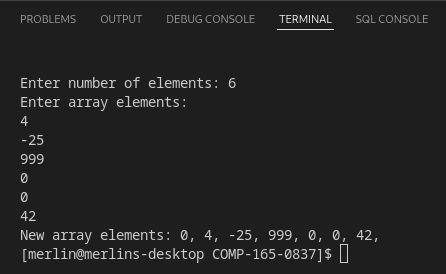 PROBLEMS OUTPUT DEBUG CONSOLE TERMINAL SQL CONSOLE
Enter number of elements: 6
Enter array elements:
4
-25
999
0
0
42
New array elements: 0, 4, -25, 999, 0, 0, 42,
[merlin@merlins-desktop COMP-165-0837]$